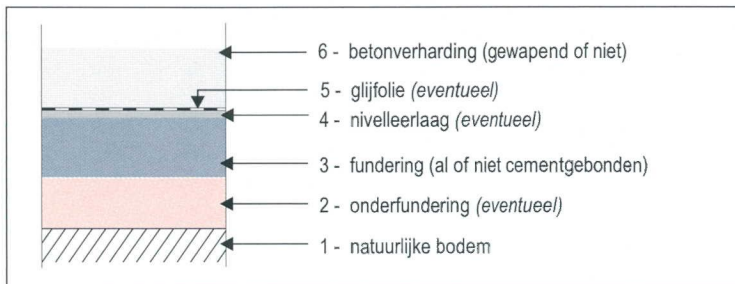 6 - betonverharding (gewapend of niet)
5 - glijfolie (eventueel)
4 - nivelleerlaag (eventueel)
3 - fundering (al of niet cementgebonden)
2 - onderfundering (eventueel)
1 - natuurlijke bodem